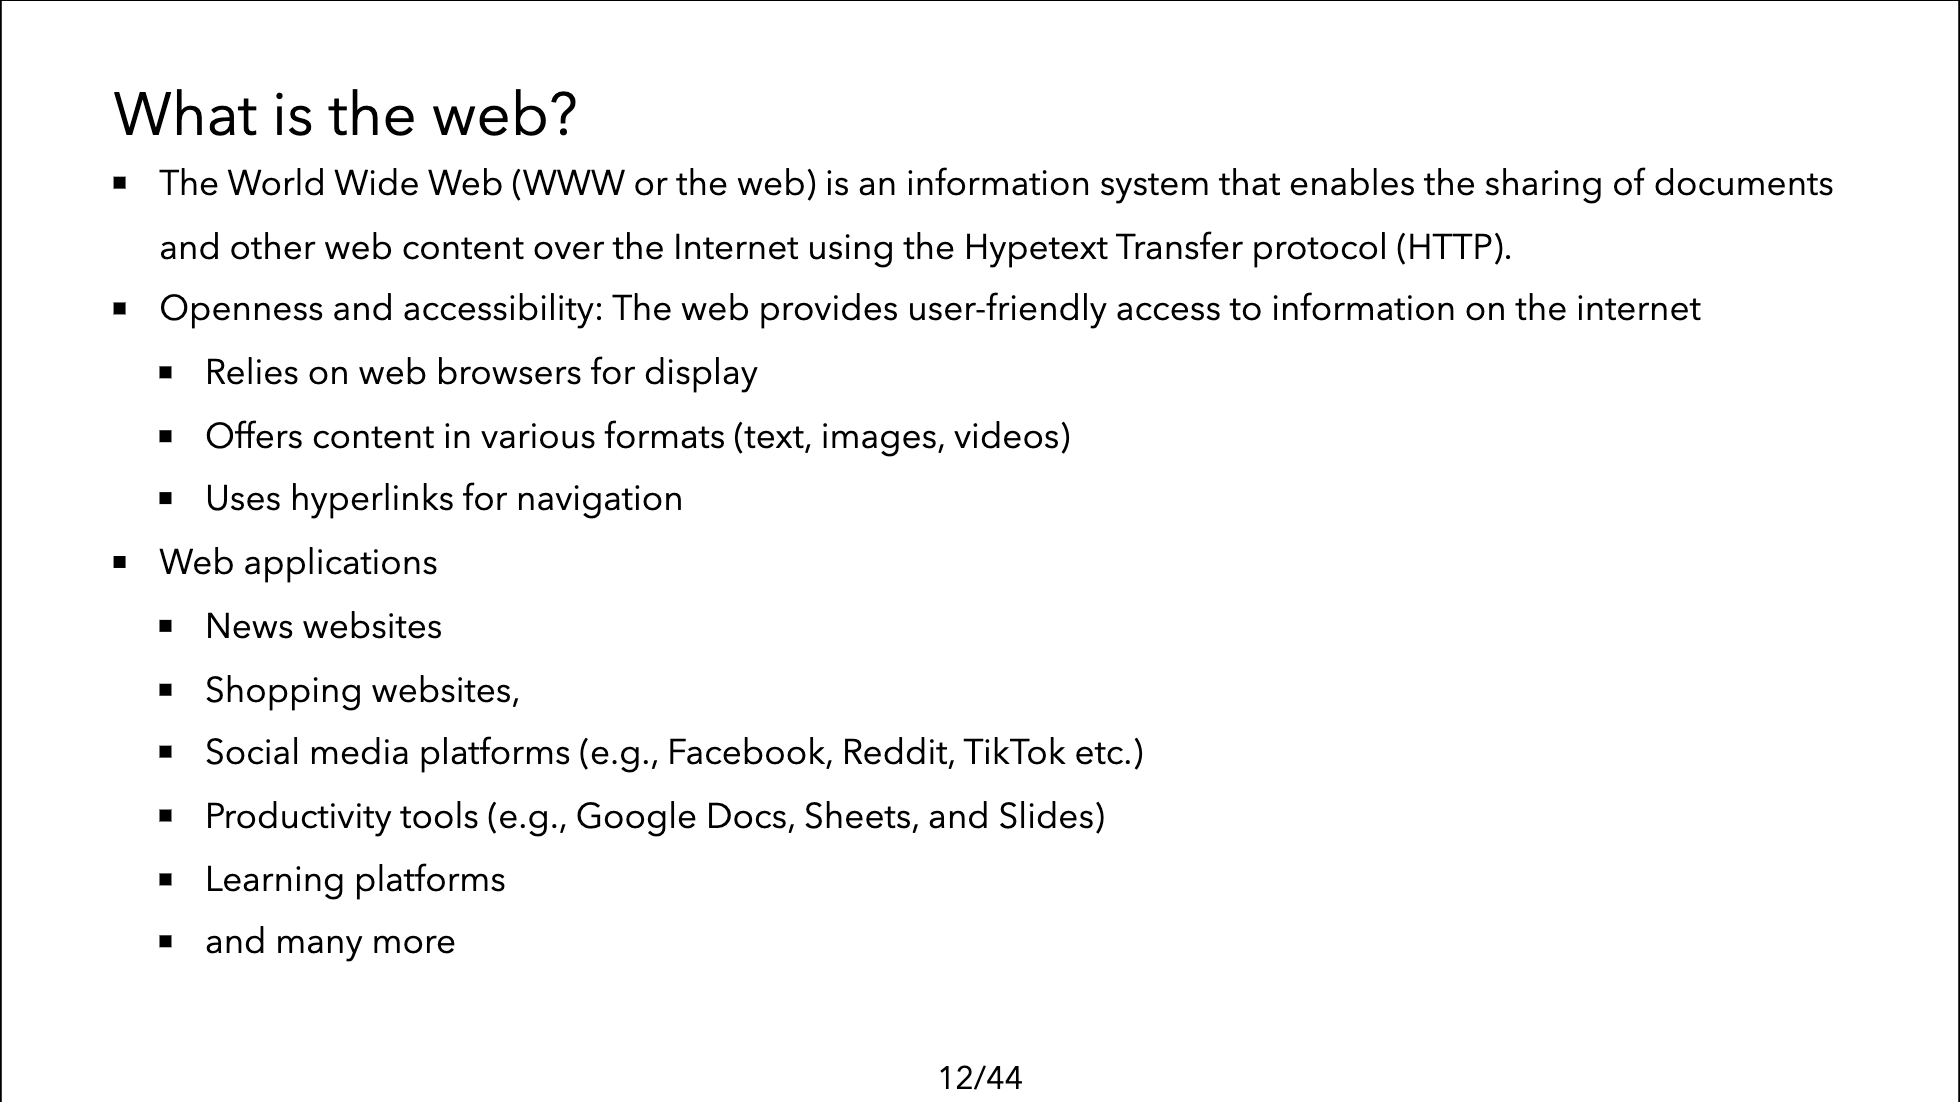 What is the web?
▪ The World Wide Web (WWW or the web) is an information system that enables the sharing of documents
and other web content over the Internet using the Hypetext Transfer protocol (HTTP).
▪ Openness and accessibility: The web provides user-friendly access to information on the internet
▪ Relies on web browsers for display
▪ Offers content in various formats (text, images, videos)
▪ Uses hyperlinks for navigation
▪ Web applications
▪ News websites
▪ Shopping websites,
▪ Social media platforms (e.g., Facebook, Reddit, TikTok etc.)
▪ Productivity tools (e.g., Google Docs, Sheets, and Slides)
▪ Learning platforms
▪ and many more
12/44